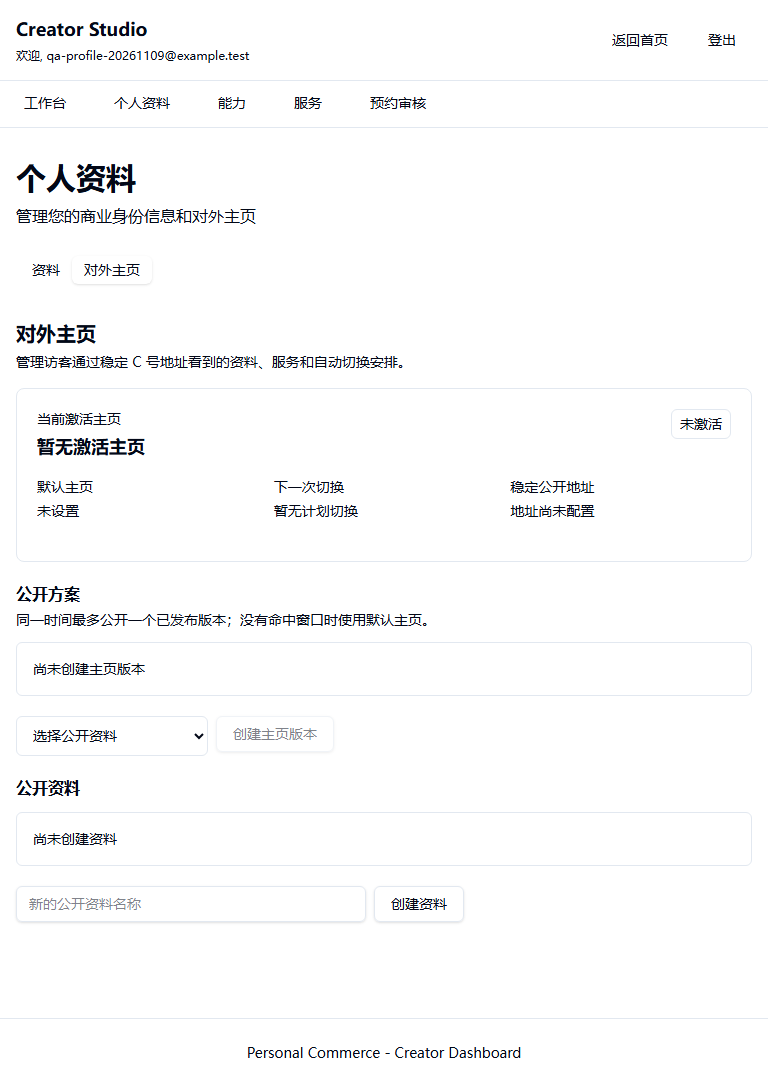 Creator Studio
欢迎, qa-profile-20261109@example.test
返回首页
登出
工作台
个人资料
能力
服务
预约审核
个人资料
管理您的商业身份信息和对外主页
资料
对外主页
对外主页
管理访客通过稳定 C 号地址看到的资料、服务和自动切换安排。
当前激活主页
未激活
暂无激活主页
默认主页
下一次切换
稳定公开地址
未设置
暂无计划切换
地址尚未配置
公开方案
同一时间最多公开一个已发布版本；没有命中窗口时使用默认主页。
尚未创建主页版本
选择公开资料
创建主页版本
公开资料
尚未创建资料
新的公开资料名称
创建资料
Personal Commerce - Creator Dashboard